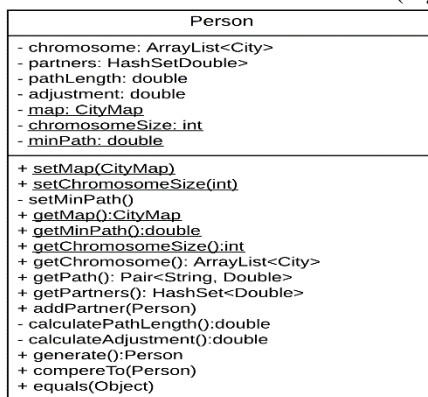 Person
- chromosome: ArrayList<City>
- partners: HashSetDouble>
- pathLength: double
- adjustment: double
- map: CityMap
- chromosomeSize: int
- minPath: double
+ setMap(CityMap)
+ setChromosomeSize(int)
- setMinPath()
+ getMap():CityMap
+ getMinPath():double
+ getChromosomeSize():int
+ getChromosome(): ArrayList<City>
+ getPath(): Pair<String, Double>
+ getPartners(): HashSet<Double>
+ addPartner(Person)
- calculatePathLength():double
- calculateAdjustment():double
+ generate():Person
+ compereTo(Person)
+ equals(Object)